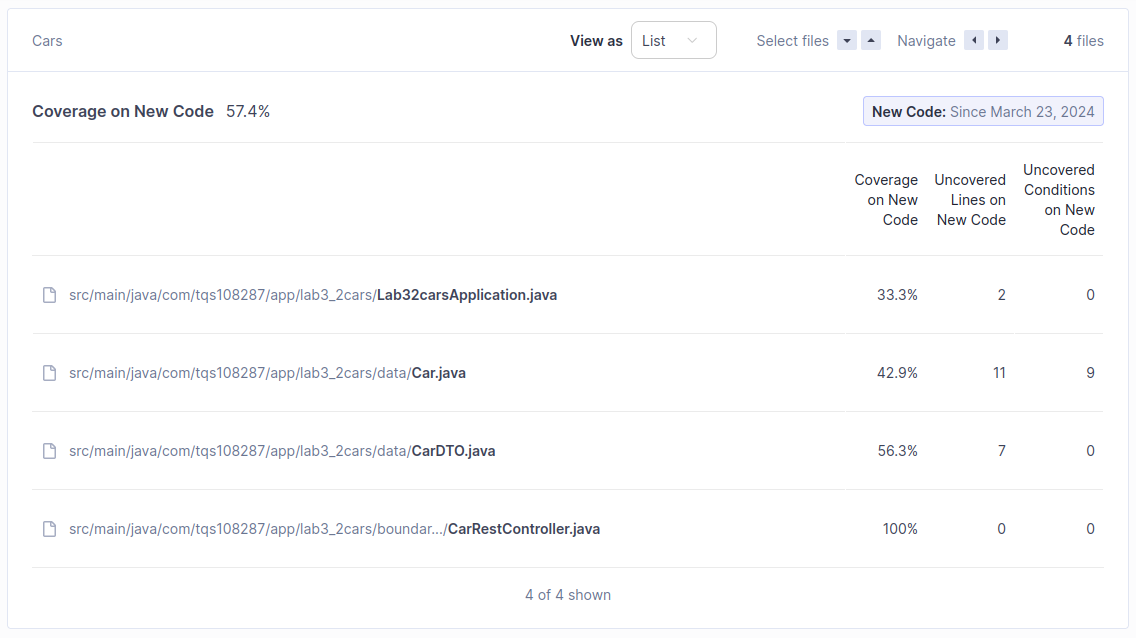 Cars View as List Select files Navigate 4 files
Coverage on New Code 57.4% New Code: Since March 23, 2024
Coverage on New Code Uncovered Lines on New Code Uncovered Conditions on New Code
src/main/java/com/tqs108287/app/lab3_2cars/Lab32carsApplication.java 33.3% 2 0
src/main/java/com/tqs108287/app/lab3_2cars/data/Car.java 42.9% 11 9
src/main/java/com/tqs108287/app/lab3_2cars/data/CarDTO.java 56.3% 7 0
src/main/java/com/tqs108287/app/lab3_2cars/boundar.../CarRestController.java 100% 0 0
4 of 4 shown